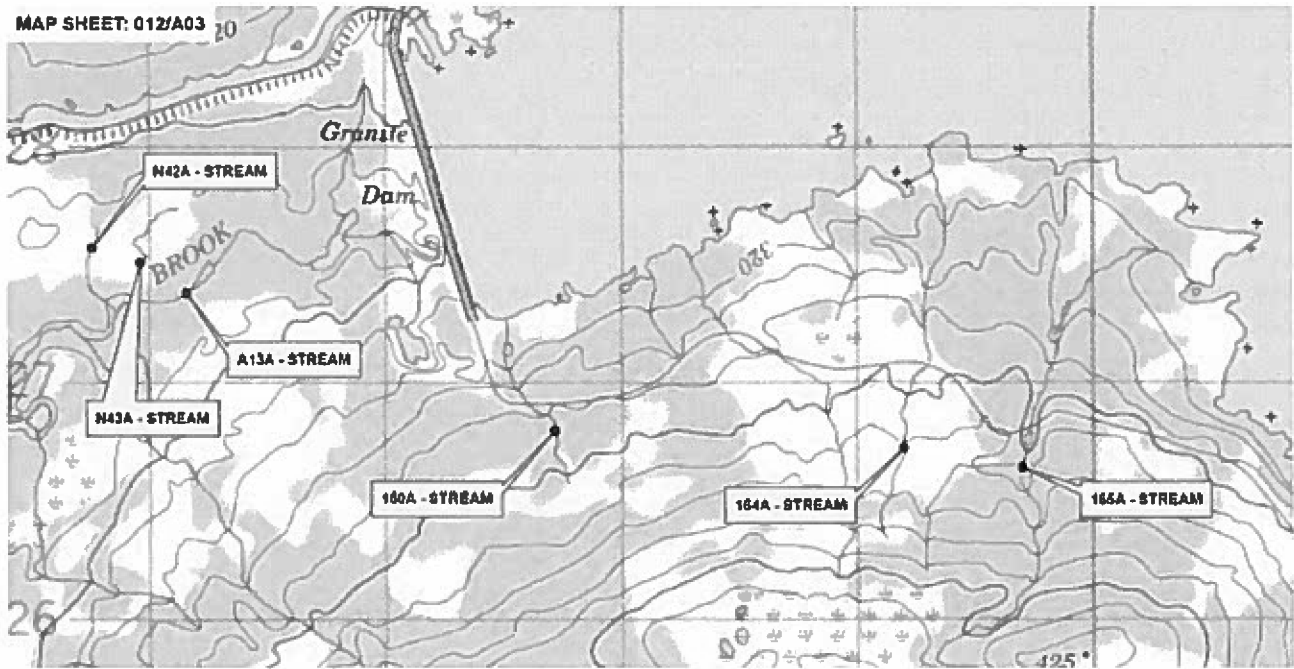 MAP SHEET: 012/A03
20
Granite
N42A - STREAM
Dam
BROOK
320
A13A - STREAM
N43A - STREAM
160A - STREAM
164A - STREAM
165A - STREAM
26
425